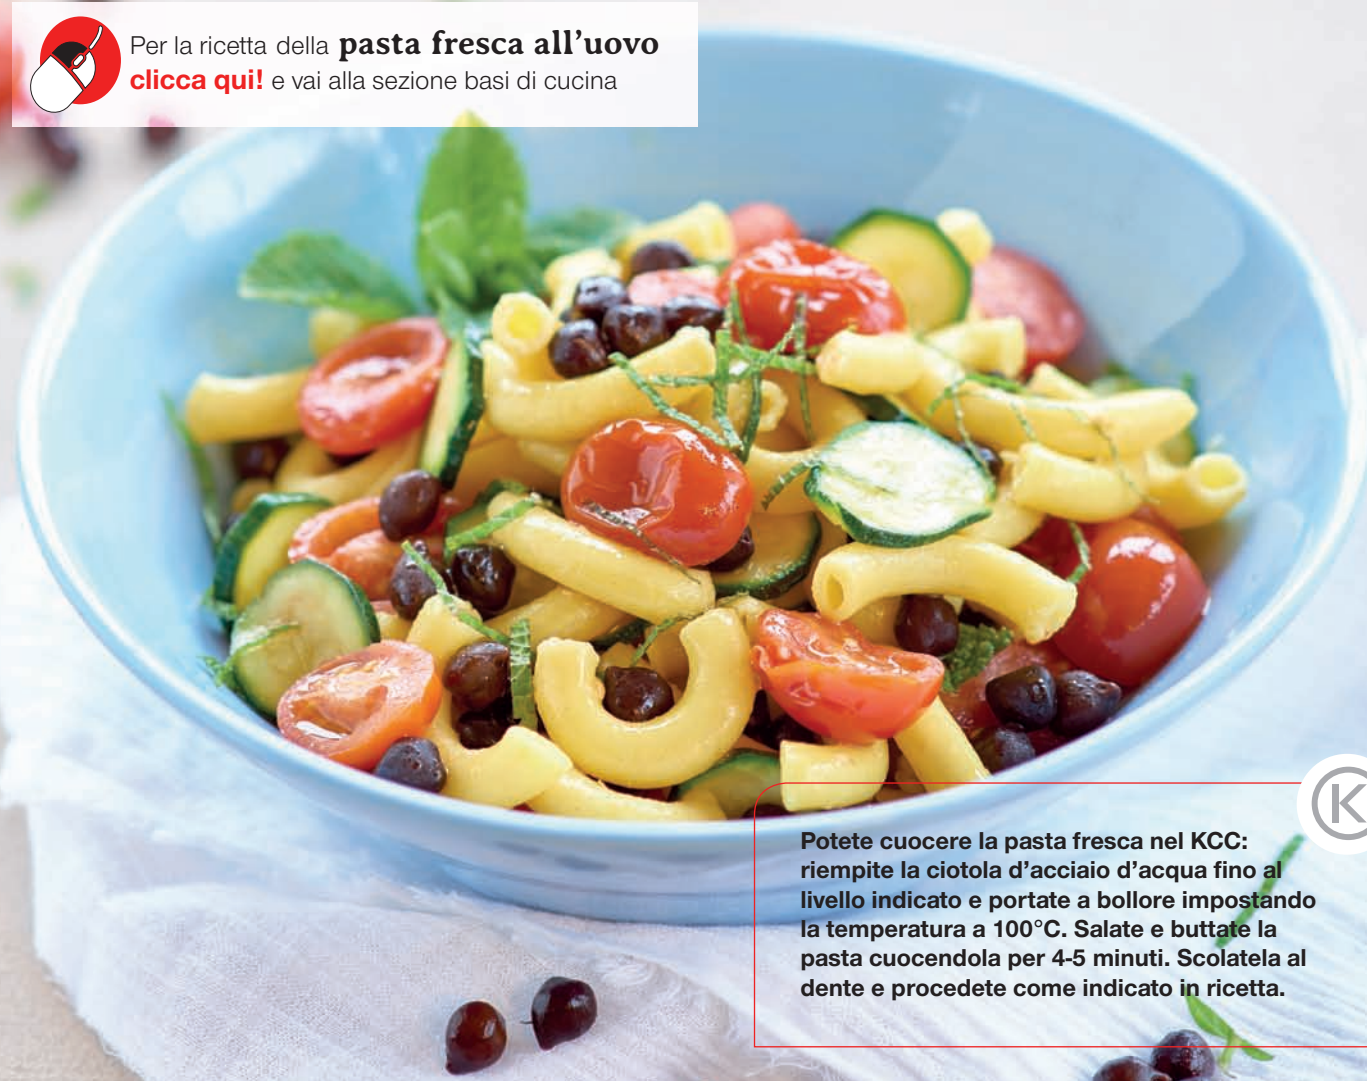 Per la ricetta della pasta fresca all’uovo
clicca qui! e vai alla sezione basi di cucina
K
Potete cuocere la pasta fresca nel KCC:
riempite la ciotola d’acciaio d’acqua fino al
livello indicato e portate a bollore impostando
la temperatura a 100°C. Salate e buttate la
pasta cuocendola per 4-5 minuti. Scolatela al
dente e procedete come indicato in ricetta.